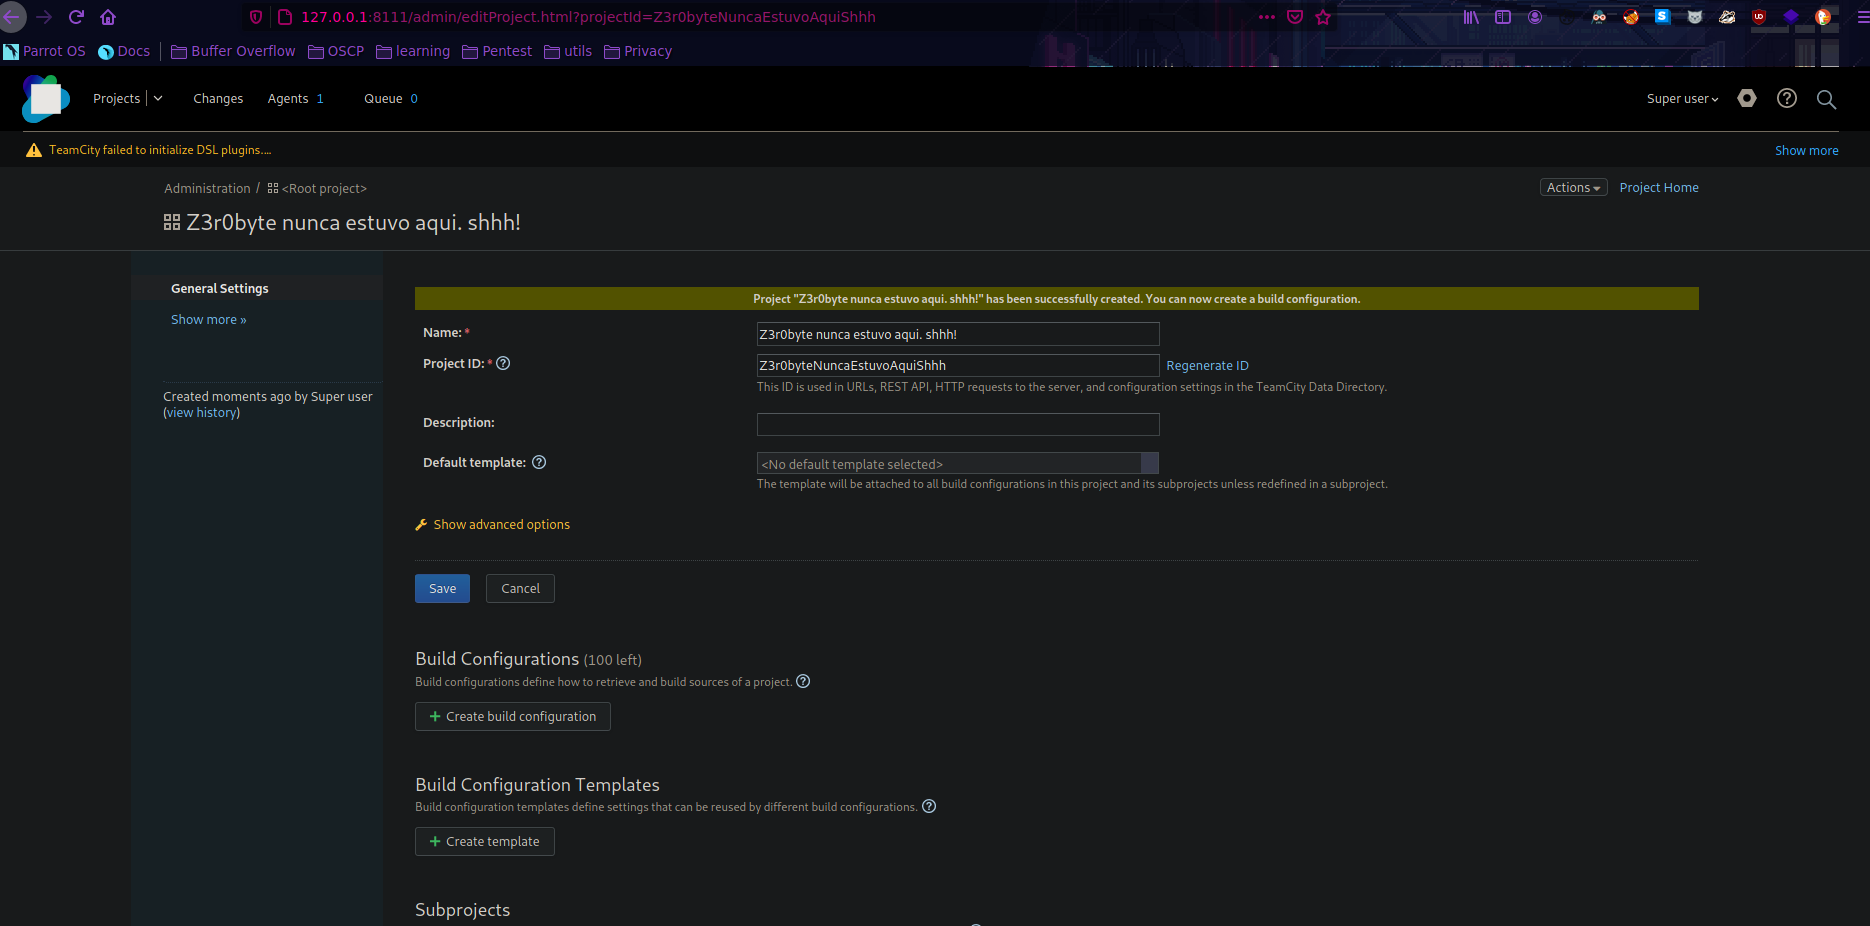 127.0.0.1:8111/admin/editProject.html?projectId=Z3r0byteNuncaEstuvoAquiShhh
Parrot OS Docs Buffer Overflow OSCP learning Pentest utils Privacy
Projects Changes Agents 1 Queue 0 Super user
TeamCity failed to initialize DSL plugins.... Show more
Administration / <Root project> Actions Project Home
Z3r0byte nunca estuvo aqui. shhh!
General Settings
Show more »
Created moments ago by Super user
(view history)
Project "Z3r0byte nunca estuvo aqui. shhh!" has been successfully created. You can now create a build configuration.
Name: * Z3r0byte nunca estuvo aqui. shhh!
Project ID: * Z3r0byteNuncaEstuvoAquiShhh Regenerate ID
This ID is used in URLs, REST API, HTTP requests to the server, and configuration settings in the TeamCity Data Directory.
Description:
Default template: <No default template selected>
The template will be attached to all build configurations in this project and its subprojects unless redefined in a subproject.
Show advanced options
Save Cancel
Build Configurations (100 left)
Build configurations define how to retrieve and build sources of a project.
+ Create build configuration
Build Configuration Templates
Build configuration templates define settings that can be reused by different build configurations.
+ Create template
Subprojects